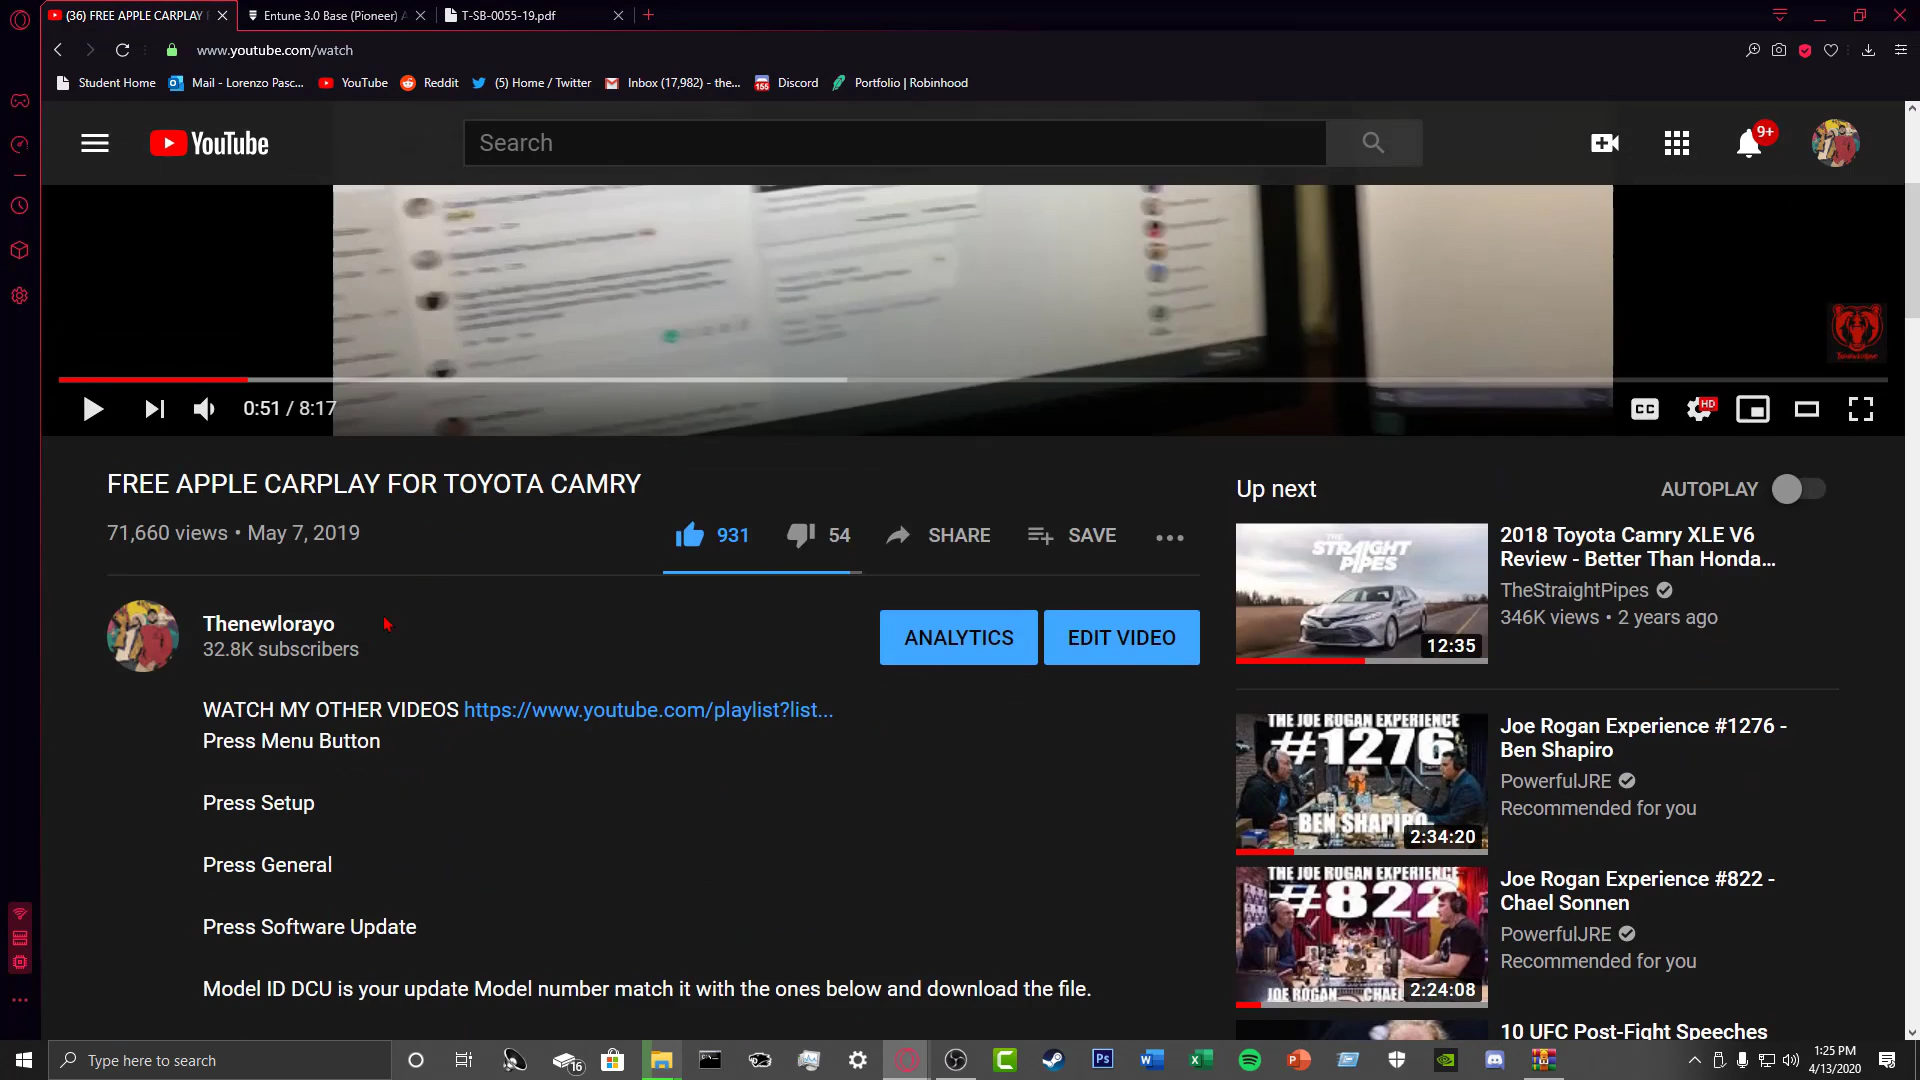 (36) FREE APPLE CARPLAY
Entune 3.0 Base (Pioneer)
T-SB-0055-19.pdf
www.youtube.com/watch
Student Home
Mail - Lorenzo Pasc...
YouTube
Reddit
(5) Home / Twitter
Inbox (17,982) - the...
155
Discord
Portfolio | Robinhood
YouTube
Search
9+
0:51 / 8:17
CC
HD
FREE APPLE CARPLAY FOR TOYOTA CAMRY
71,660 views • May 7, 2019
931
54
SHARE
SAVE
Thenewlorayo
32.8K subscribers
ANALYTICS
EDIT VIDEO
WATCH MY OTHER VIDEOS https://www.youtube.com/playlist?list...
Press Menu Button
Press Setup
Press General
Press Software Update
Model ID DCU is your update Model number match it with the ones below and download the file.
Up next
AUTOPLAY
THE STRAIGHT PIPES
12:35
2018 Toyota Camry XLE V6
Review - Better Than Honda...
TheStraightPipes
346K views • 2 years ago
THE JOE ROGAN EXPERIENCE
#1276
BEN SHAPIRO
2:34:20
Joe Rogan Experience #1276 -
Ben Shapiro
PowerfulJRE
Recommended for you
THE JOE ROGAN EXPERIENCE
#822
JOE ROGAN
CHAEL
2:24:08
Joe Rogan Experience #822 -
Chael Sonnen
PowerfulJRE
Recommended for you
10 UFC Post-Fight Speeches
Type here to search
16
1:25 PM
4/13/2020